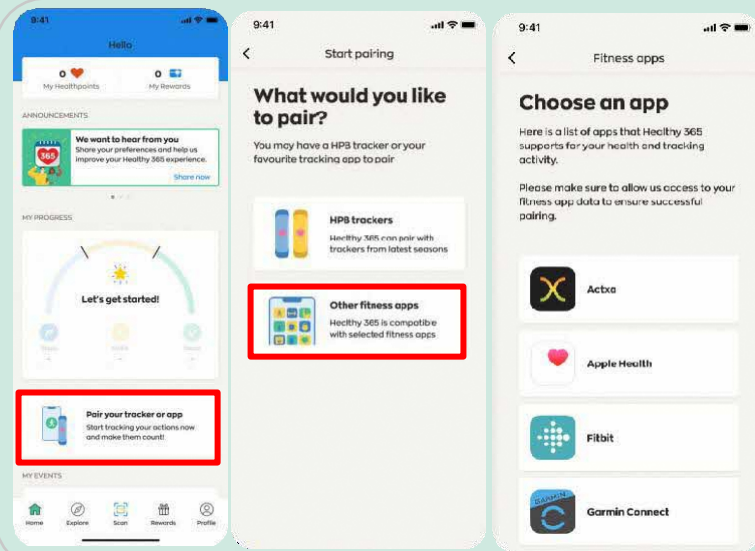 9:41
Hello
0
0
My Healthpoints
My Rewards
ANNOUNCEMENTS
365
We want to hear from you
Share your preferences and help us
improve your Healthy 365 experience.
Share now
MY PROGRESS
Let's get started!
Pair your tracker or app
Start tracking your actions now
and make them count!
MY EVENTS
Home
Explore
Scan
Rewards
Profile
9:41
Start pairing
What would you like
to pair?
You may have a HPB tracker or your
favourite tracking app to pair
HPB trackers
Healthy 365 can pair with
trackers from latest seasons
Other fitness apps
Healthy 365 is compatible
with selected fitness apps
9:41
Fitness apps
Choose an app
Here is a list of apps that Healthy 365
supports for your health and tracking
activity.
Please make sure to allow us access to your
fitness app data to ensure successful
pairing.
Actxa
Apple Health
Fitbit
GARMIN
Garmin Connect